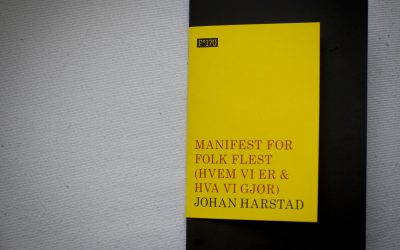 MANIFEST FOR
FOLK FLEST
(HVEM VI ER &
HVA VI GJØR)
JOHAN HARSTAD